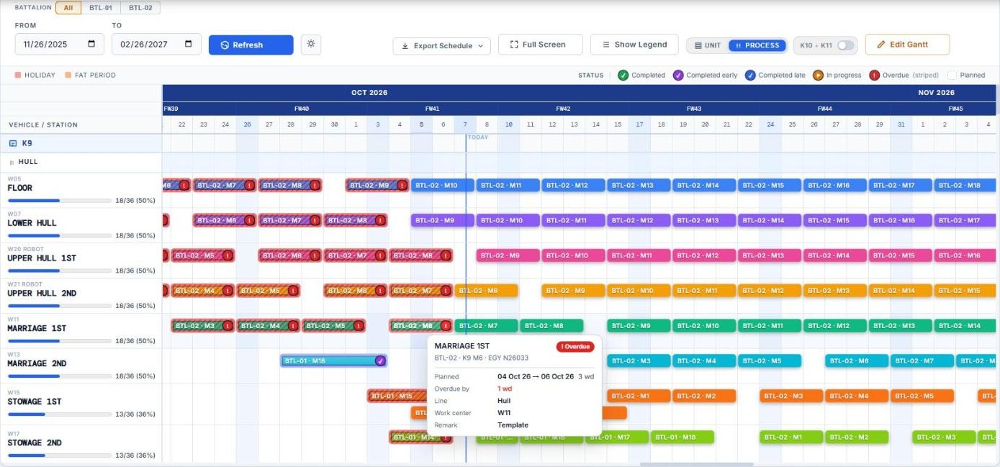 BATTALION All BTL-01 BTL-02
FROM TO
11/26/2025 02/26/2027 Refresh Export Schedule Full Screen Show Legend UNIT PROCESS K10 + K11 Edit Gantt
HOLIDAY FAT PERIOD STATUS Completed Completed early Completed late In progress Overdue (striped) Planned
OCT 2026 NOV 2026
FW39 FW40 FW41 FW42 FW43 FW44 FW45
VEHICLE / STATION 22 23 24 26 27 28 29 30 1 3 4 5 6 7 8 10 11 12 13 14 15 17 18 19 20 21 22 24 25 26 27 28 29 31 1 2 3 4
TODAY
K9
HULL
W05
FLOOR
M6 BTL-02 · M7 BTL-02 · M8 BTL-02 · M9 BTL-02 · M10 BTL-02 · M11 BTL-02 · M12 BTL-02 · M13 BTL-02 · M14 BTL-02 · M15 BTL-02 · M16 BTL-02 · M17 BTL-02 · M18
18/36 (50%)
W07
LOWER HULL
BTL-02 · M6 BTL-02 · M7 BTL-02 · M8 BTL-02 · M9 BTL-02 · M10 BTL-02 · M11 BTL-02 · M12 BTL-02 · M13 BTL-02 · M14 BTL-02 · M15 BTL-02 · M16 BTL-02 · M17
18/36 (50%)
W20 ROBOT
UPPER HULL 1ST
BTL-02 · M5 BTL-02 · M6 BTL-02 · M7 BTL-02 · M8 BTL-02 · M9 BTL-02 · M10 BTL-02 · M11 BTL-02 · M12 BTL-02 · M13 BTL-02 · M14 BTL-02 · M15 BTL-02 · M16
18/36 (50%)
W21 ROBOT
UPPER HULL 2ND
BTL-02 · M4 BTL-02 · M5 BTL-02 · M6 BTL-02 · M7 BTL-02 · M8 BTL-02 · M9 BTL-02 · M10 BTL-02 · M11 BTL-02 · M12 BTL-02 · M13 BTL-02 · M14 BTL-02 · M15
18/36 (50%)
W11
MARRIAGE 1ST
BTL-02 · M3 BTL-02 · M4 BTL-02 · M5 BTL-02 · M6 BTL-02 · M7 BTL-02 · M8 BTL-02 · M9 BTL-02 · M10 BTL-02 · M11 BTL-02 · M12 BTL-02 · M13 BTL-02 · M14
18/36 (50%)
W13
MARRIAGE 2ND
BTL-01 · M18 BTL-02 · M3 BTL-02 · M4 BTL-02 · M5 BTL-02 · M6 BTL-02 · M7 BTL-02 · M
18/36 (50%)
MARRIAGE 1ST ! Overdue
BTL-02 · K9 M6 · EGY N26033
Planned 04 Oct 26 → 06 Oct 26 3 wd
Overdue by 1 wd
Line Hull
Work center W11
Remark Template
W15
STOWAGE 1ST
BTL-01 · M15 BTL-02 · M1 BTL-02 · M2 BTL-02 · M3 BTL-02 · M4 BTL-02 · M5 BTL-
BTL
13/36 (36%)
W17
STOWAGE 2ND
BTL-01 · M14 BTL-01 · ... BTL-01 · M16 BTL-01 · M17 BTL-01 · M18 BTL-02 · M1 BTL-02 · M2 BTL-02 · M3 BTL-
13/36 (36%)